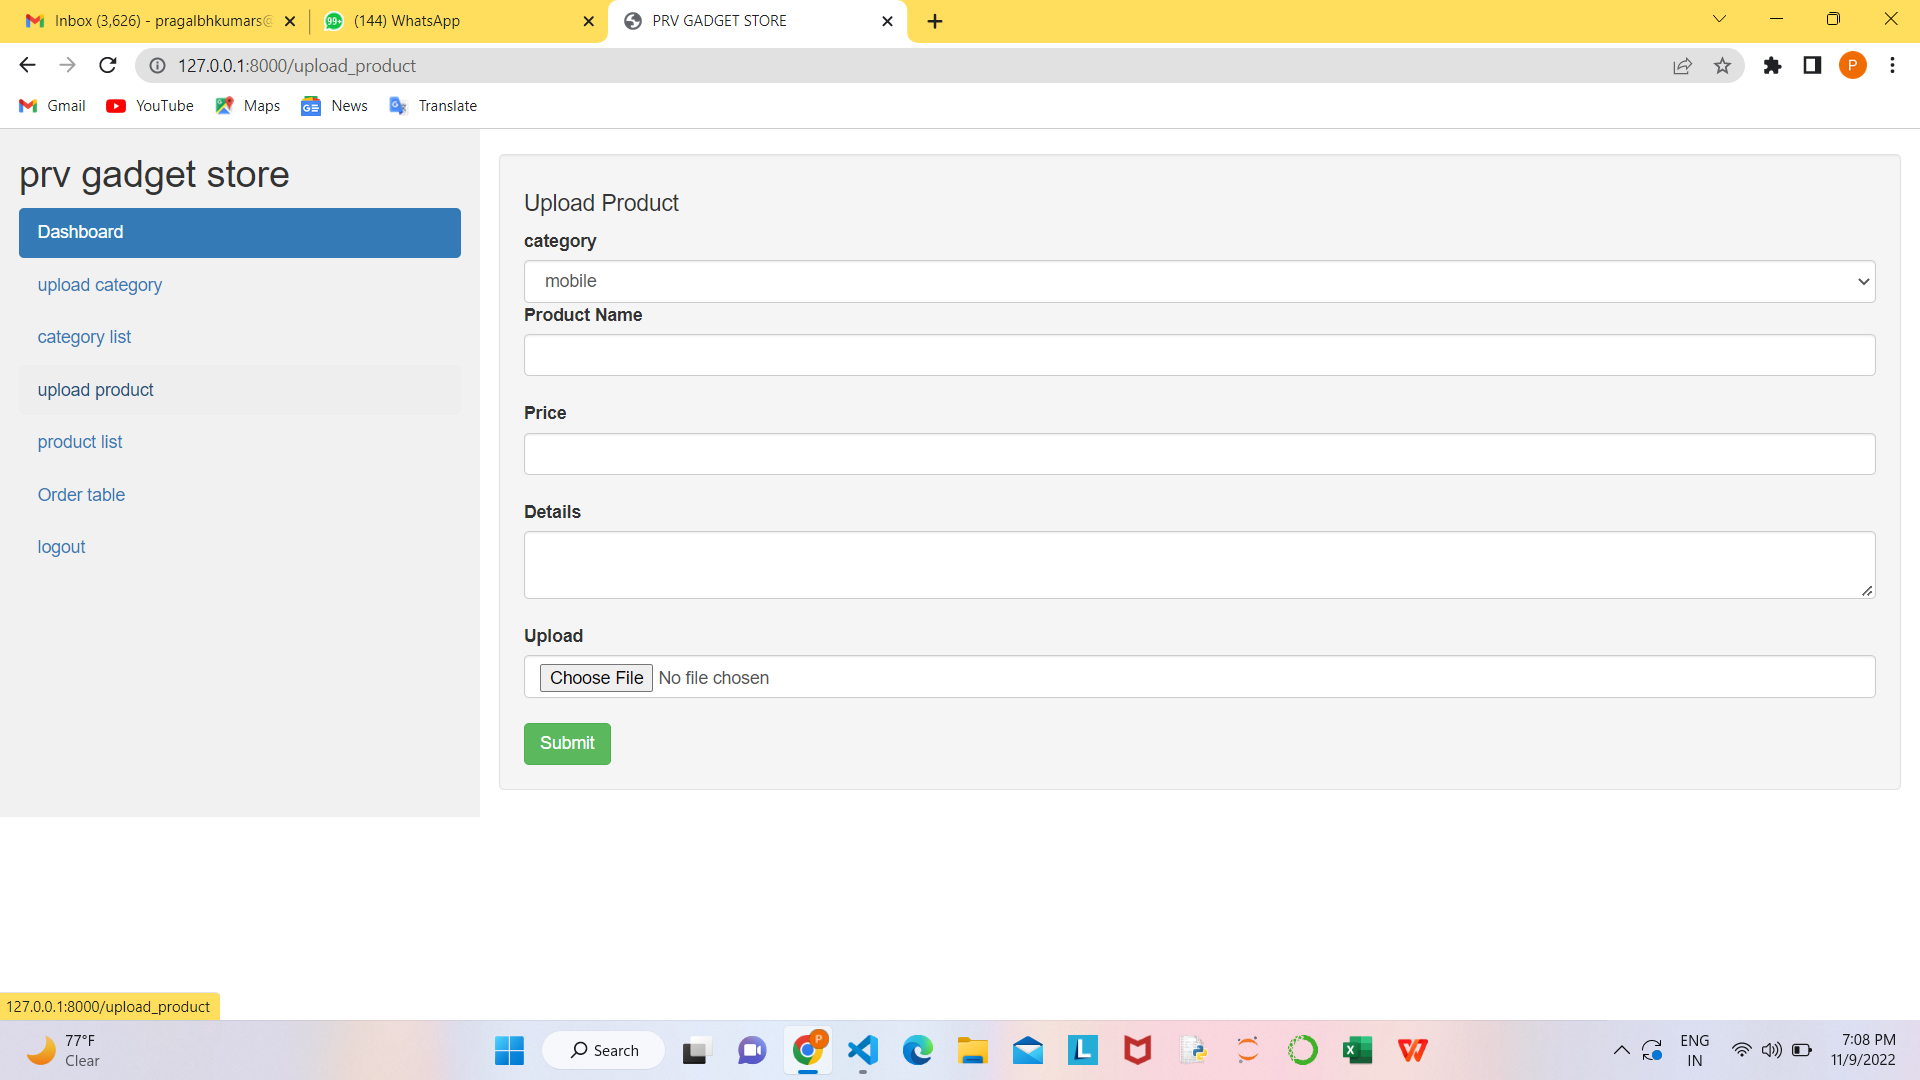 Inbox (3,626) - pragalbhkumars@
99+
(144) WhatsApp
PRV GADGET STORE
127.0.0.1:8000/upload_product
P
Gmail
YouTube
Maps
News
Translate
prv gadget store
Dashboard
upload category
category list
upload product
product list
Order table
logout
Upload Product
category
mobile
Product Name
Price
Details
Upload
Choose File No file chosen
Submit
127.0.0.1:8000/upload_product
77°F
Clear
Search
P
L
ENG
IN
7:08 PM
11/9/2022